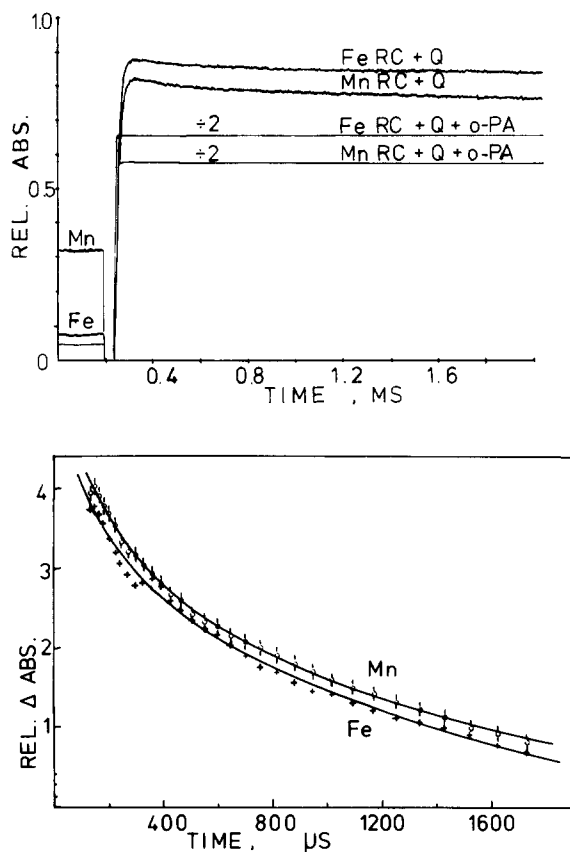 1.0
0.5
0
REL. ABS.
Fe RC + Q
Mn RC + Q
÷2 Fe RC + Q + o-PA
÷2 Mn RC + Q + o-PA
Mn
Fe
0.4 1.2 1.6
TIME , MS
4
3
2
1
REL. Δ ABS.
Mn
Fe
400 800 1200 1600
TIME, µS